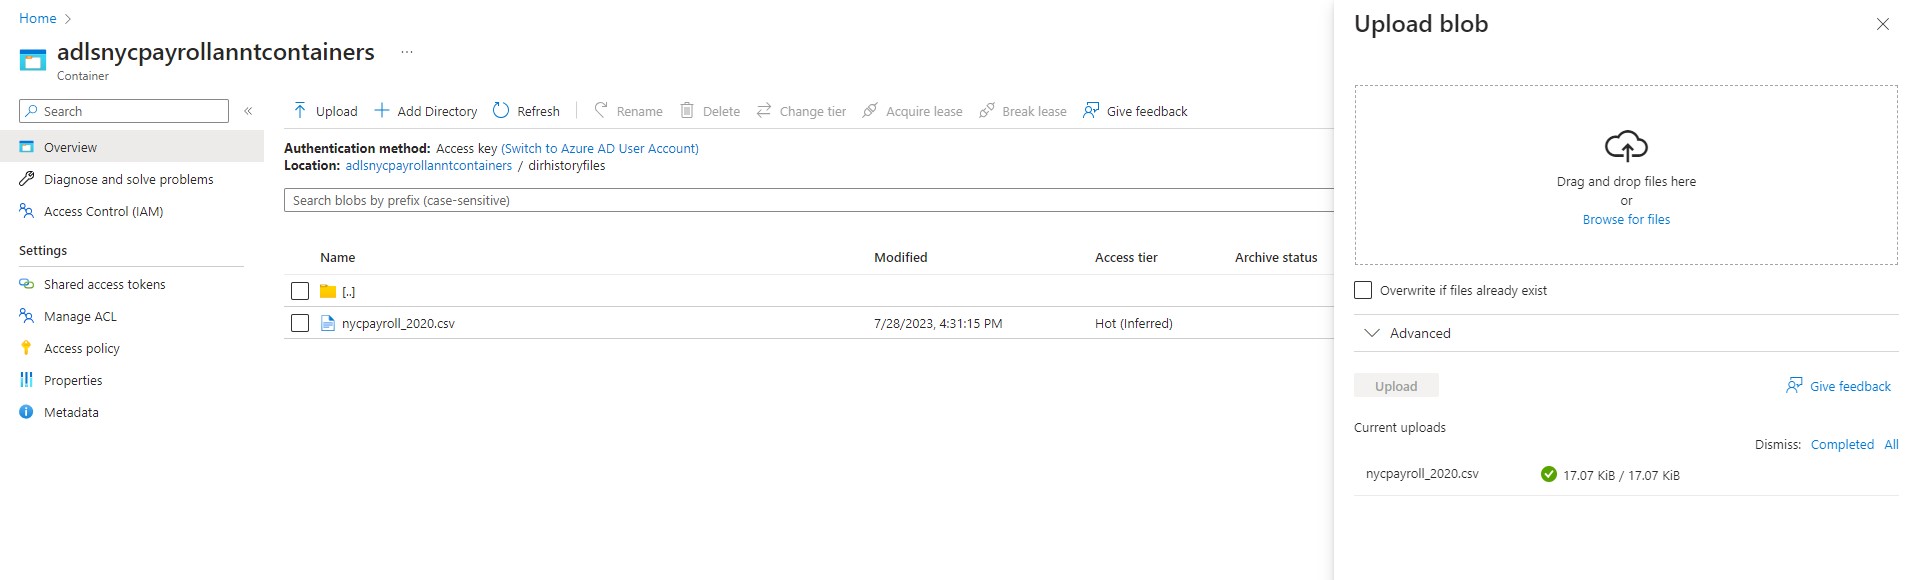 Home
adlsnycpayrollanntcontainers
Container
Search
Overview
Diagnose and solve problems
Access Control (IAM)
Settings
Shared access tokens
Manage ACL
Access policy
Properties
Metadata
Upload Add Directory Refresh Rename Delete Change tier Acquire lease Break lease Give feedback
Authentication method: Access key (Switch to Azure AD User Account)
Location: adlsnycpayrollanntcontainers / dirhistoryfiles
Search blobs by prefix (case-sensitive)
Name Modified Access tier Archive status
[..]
nycpayroll_2020.csv 7/28/2023, 4:31:15 PM Hot (Inferred)
Upload blob
Drag and drop files here
or
Browse for files
Overwrite if files already exist
Advanced
Upload Give feedback
Current uploads
Dismiss: Completed All
nycpayroll_2020.csv 17.07 KiB / 17.07 KiB